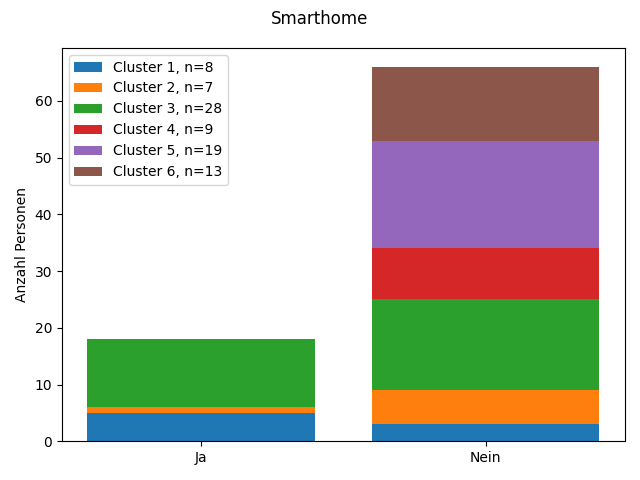 Smarthome
Cluster 1, n=8
Cluster 2, n=7
Cluster 3, n=28
Cluster 4, n=9
Cluster 5, n=19
Cluster 6, n=13
Anzahl Personen
60
50
40
30
20
10
0
Ja
Nein